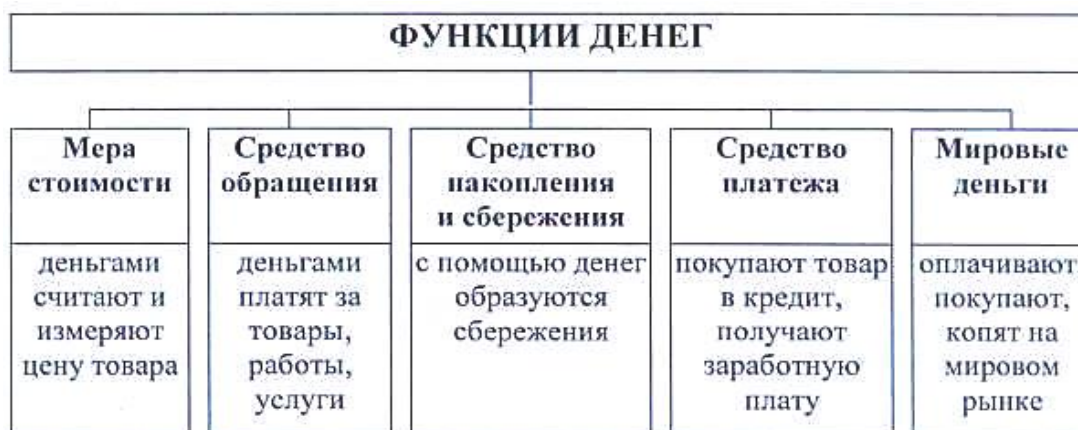 ФУНКЦИИ ДЕНЕГ
Мера
стоимости
деньгами
считают и
измеряют
цену товара
Средство
обращения
деньгами
платят за
товары,
работы,
услуги
Средство
накопления
и сбережения
с помощью денег
образуются
сбережения
Средство
платежа
покупают товар
в кредит,
получают
заработную
плату
Мировые
деньги
оплачивают
покупают,
копят на
мировом
рынке